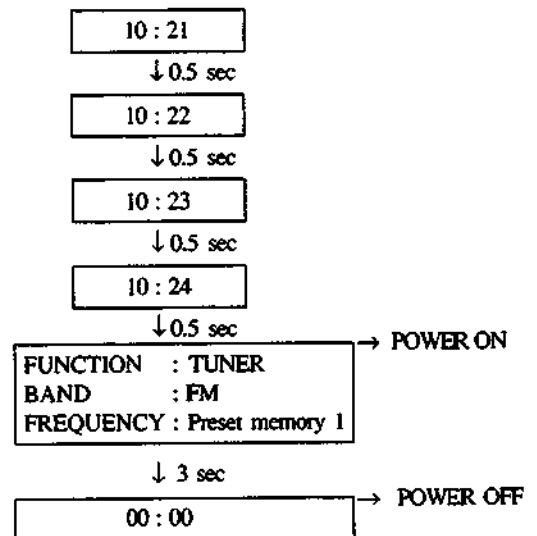 10 : 21
↓ 0.5 sec
10 : 22
↓ 0.5 sec
10 : 23
↓ 0.5 sec
10 : 24
↓ 0.5 sec
→ POWER ON
FUNCTION : TUNER
BAND : FM
FREQUENCY : Preset memory 1
↓ 3 sec
→ POWER OFF
00 : 00